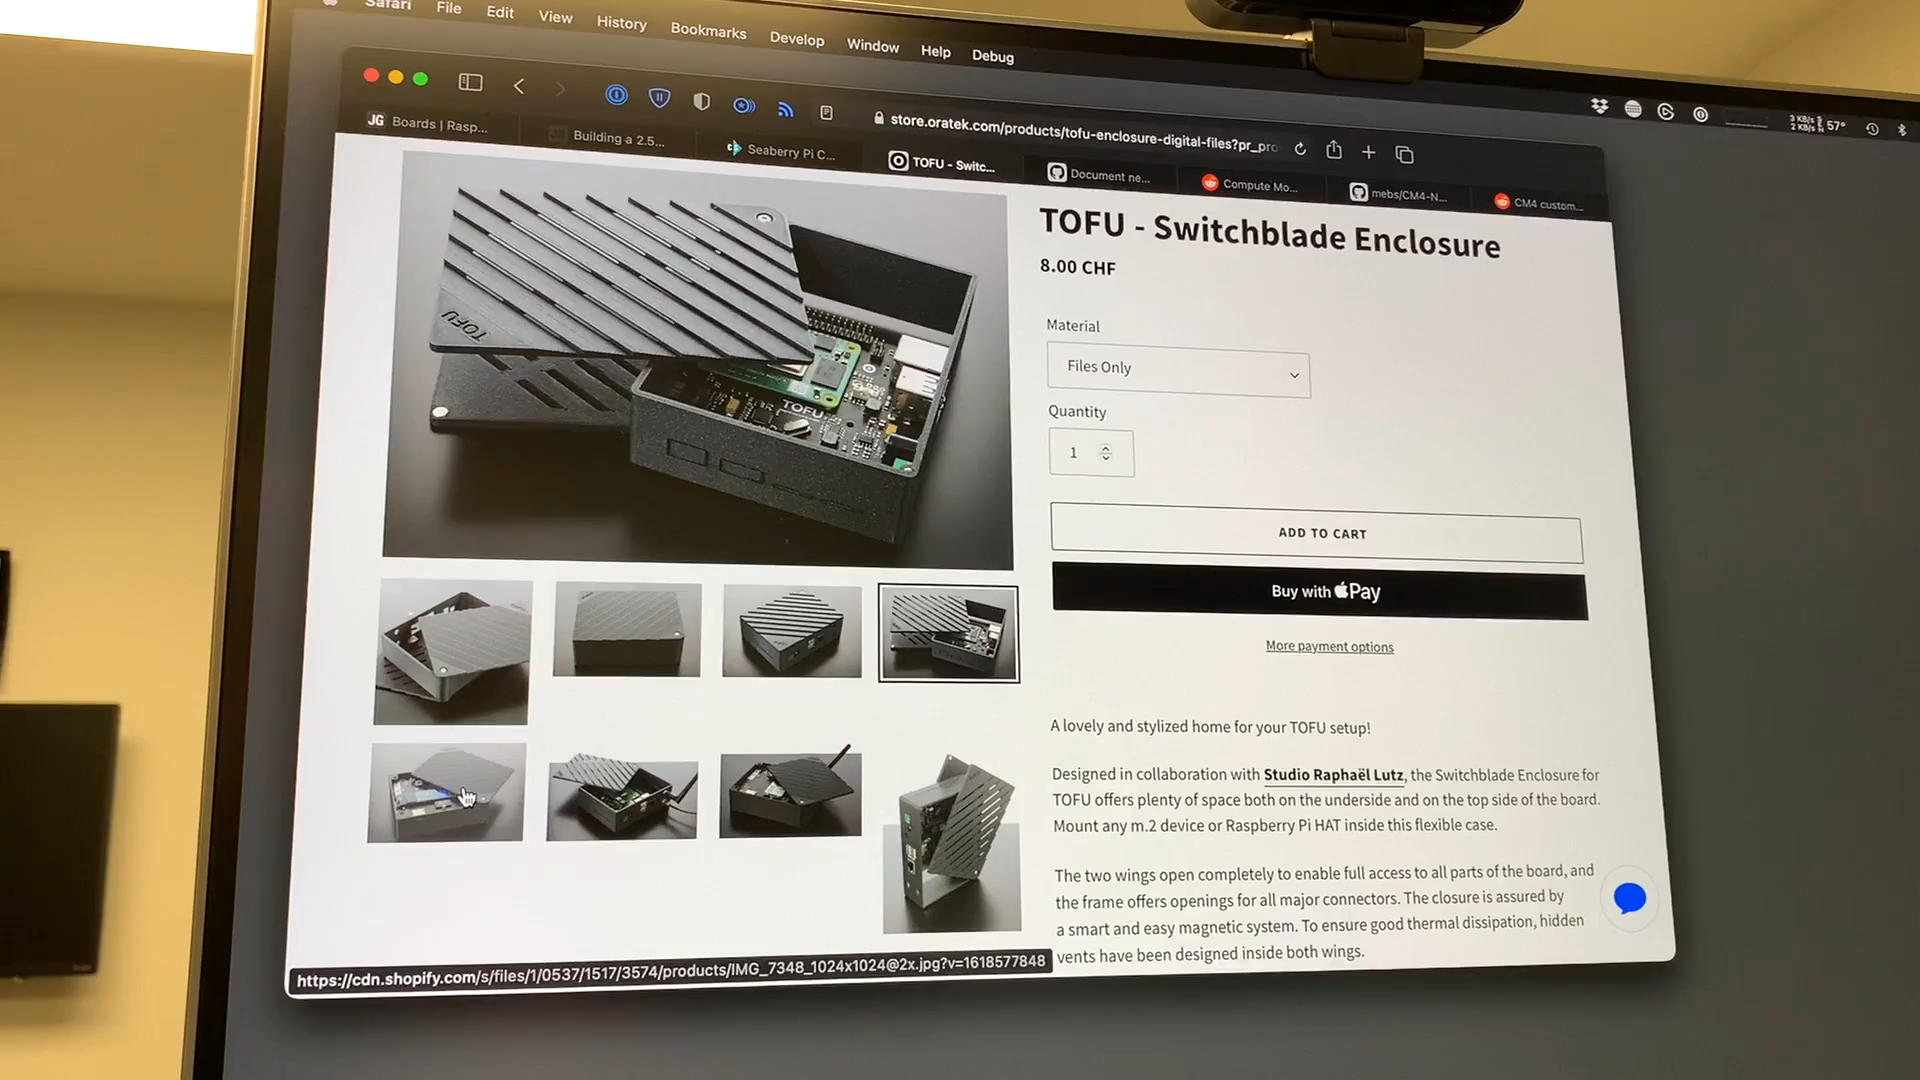 Safari File Edit View History Bookmarks Develop Window Help Debug
3 KB/s
2 KB/s 57°
store.oratek.com/products/tofu-enclosure-digital-files?pr_pro
JG Boards | Rasp...
Building a 2.5...
Seaberry Pi C...
TOFU - Switc...
Document ne...
Compute Mo...
mebs/CM4-N...
CM4 custom...
TOFU - Switchblade Enclosure
8.00 CHF
Material
Files Only
Quantity
1
ADD TO CART
Buy with Pay
More payment options
TOFU
TOFU
A lovely and stylized home for your TOFU setup!
Designed in collaboration with Studio Raphaël Lutz, the Switchblade Enclosure for
TOFU offers plenty of space both on the underside and on the top side of the board.
Mount any m.2 device or Raspberry Pi HAT inside this flexible case.
The two wings open completely to enable full access to all parts of the board, and
the frame offers openings for all major connectors. The closure is assured by
a smart and easy magnetic system. To ensure good thermal dissipation, hidden
vents have been designed inside both wings.
https://cdn.shopify.com/s/files/1/0537/1517/3574/products/IMG_7348_1024x1024@2x.jpg?v=1618577848